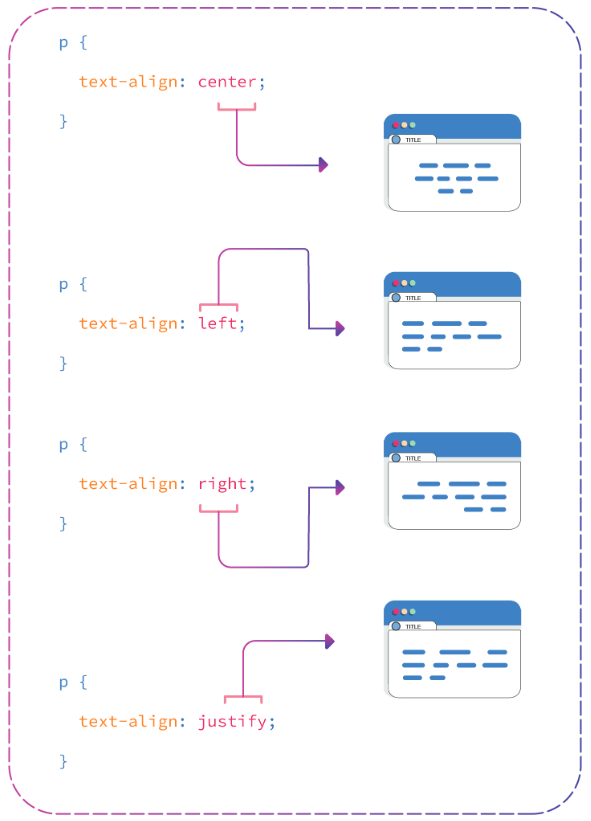 p {
text-align: center;
}
TITLE
p {
text-align: left;
}
TITLE
p {
text-align: right;
}
TITLE
p {
text-align: justify;
}
TITLE